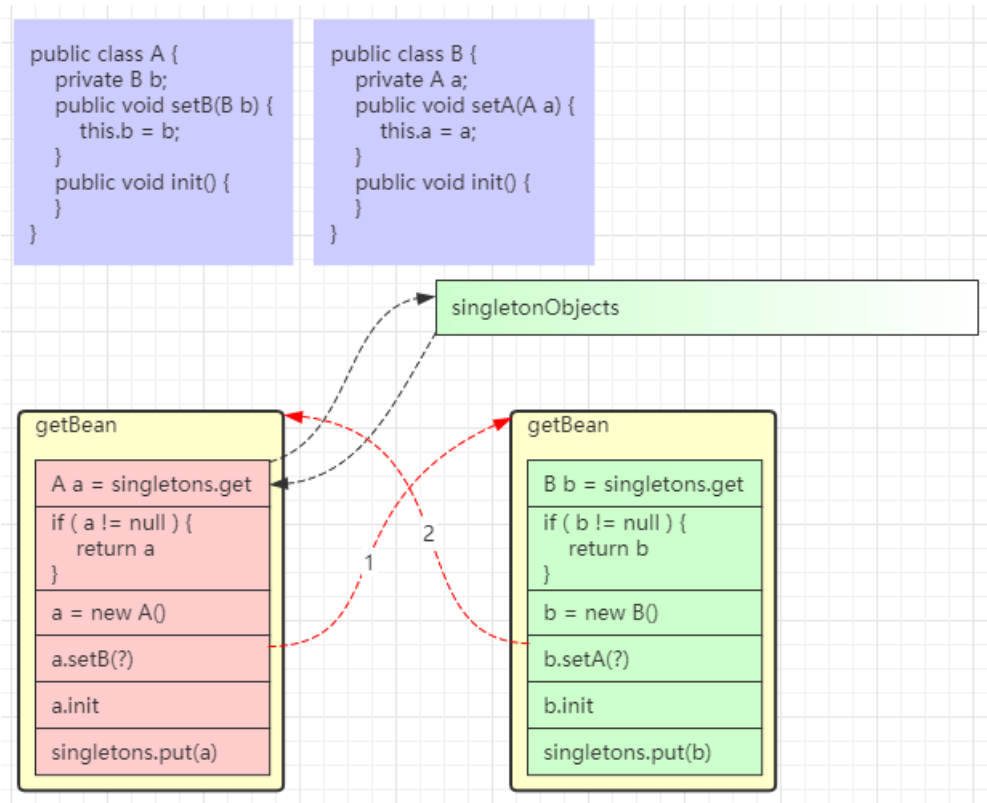 public class A {
private B b;
public void setB(B b) {
this.b = b;
}
public void init() {
}
}
public class B {
private A a;
public void setA(A a) {
this.a = a;
}
public void init() {
}
}
singletonObjects
getBean
A a = singletons.get
if ( a != null ) {
return a
}
a = new A()
a.setB(?)
a.init
singletons.put(a)
1
2
getBean
B b = singletons.get
if ( b != null ) {
return b
}
b = new B()
b.setA(?)
b.init
singletons.put(b)